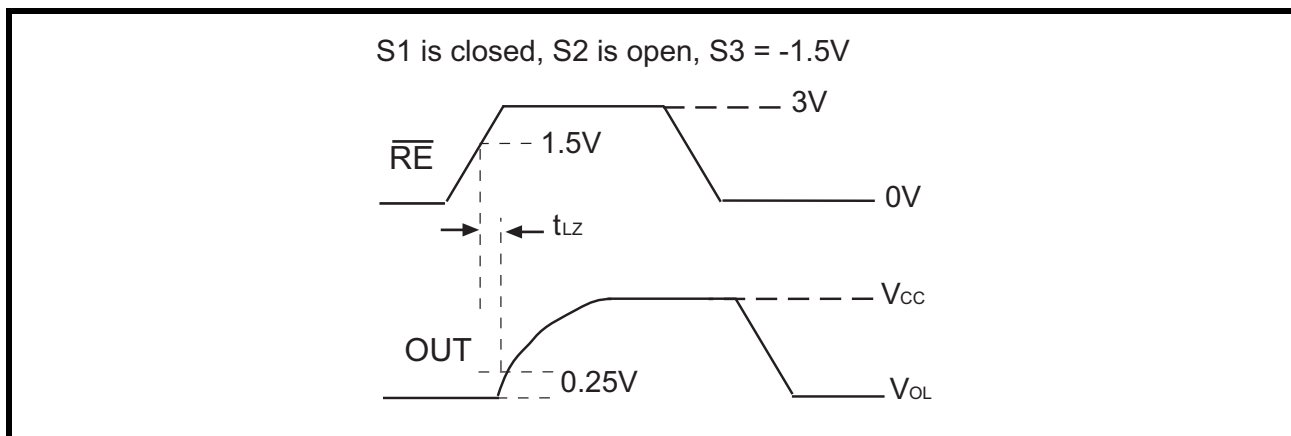 S1 is closed, S2 is open, S3 = -1.5V
3V
1.5V
R̅E̅
0V
tLZ
VCC
OUT
0.25V
VOL